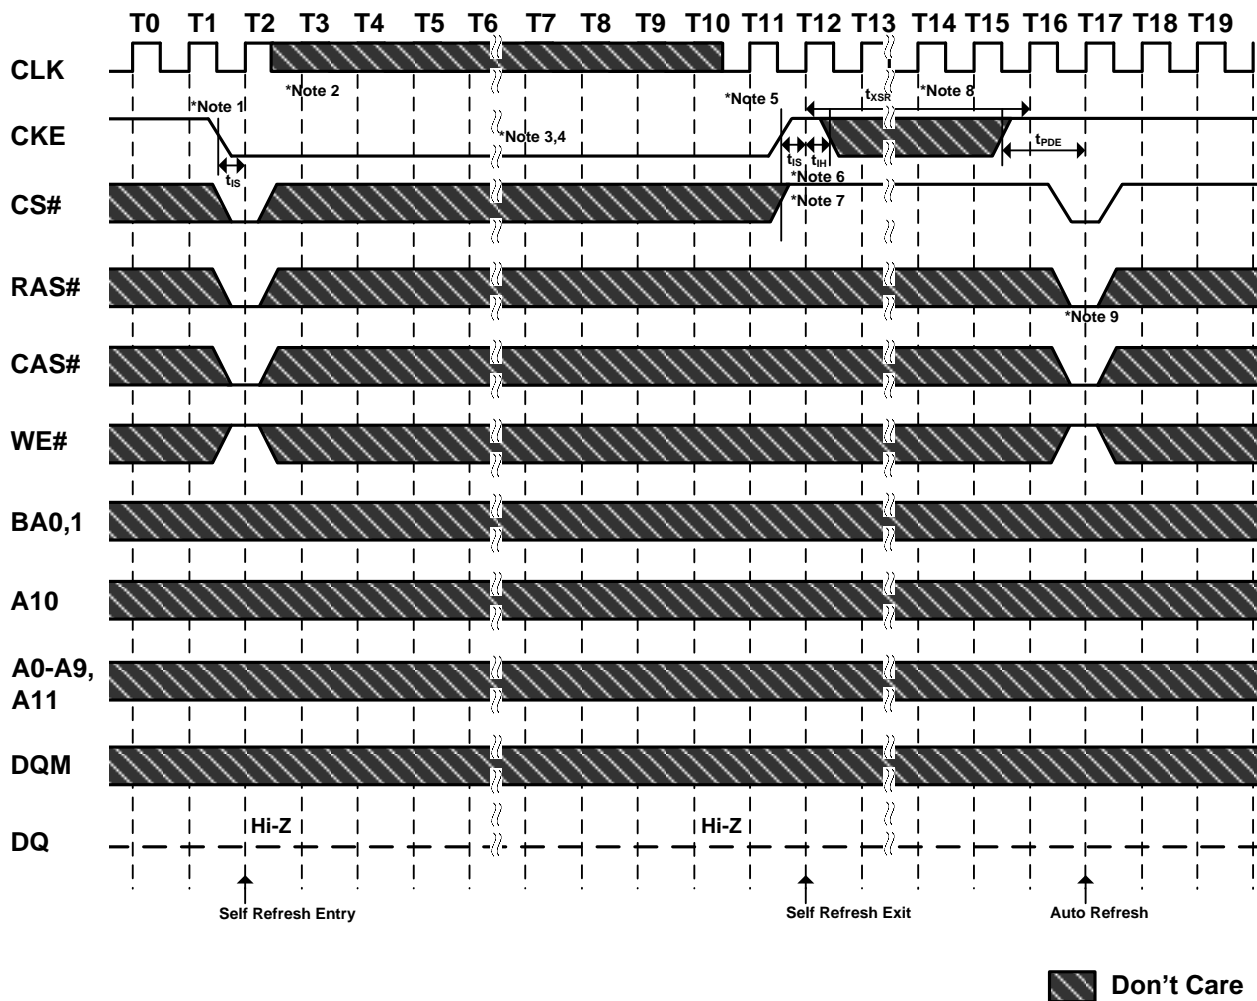 T0 T1 T2 T3 T4 T5 T6 T7 T8 T9 T10 T11 T12 T13 T14 T15 T16 T17 T18 T19
CLK
*Note 2
*Note 1
*Note 5
tXSR
*Note 8
CKE
*Note 3,4
tIS
tIS
tIH
tPDE
*Note 6
*Note 7
CS#
RAS#
*Note 9
CAS#
WE#
BA0,1
A10
A0-A9,
A11
DQM
Hi-Z
Hi-Z
DQ
Self Refresh Entry
Self Refresh Exit
Auto Refresh
Don't Care